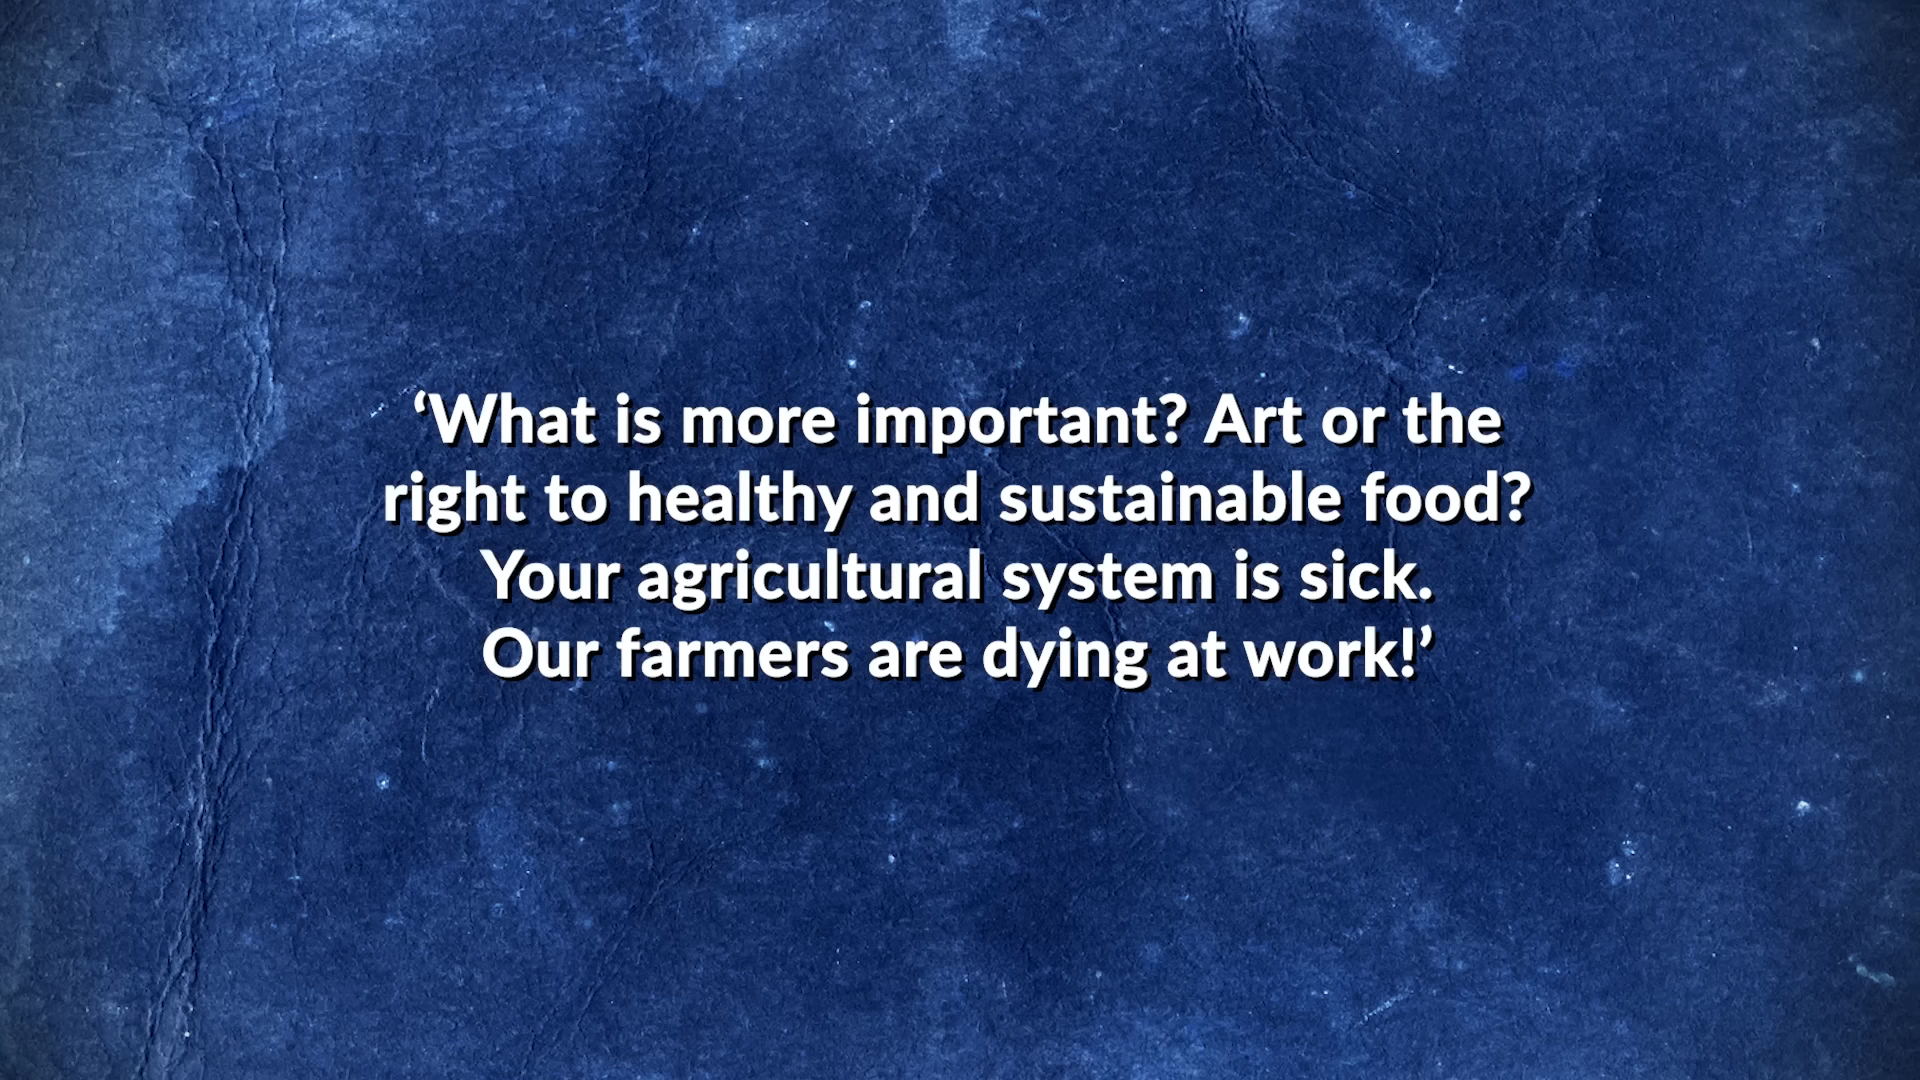 ‘What is more important? Art or the
right to healthy and sustainable food?
Your agricultural system is sick.
Our farmers are dying at work!’